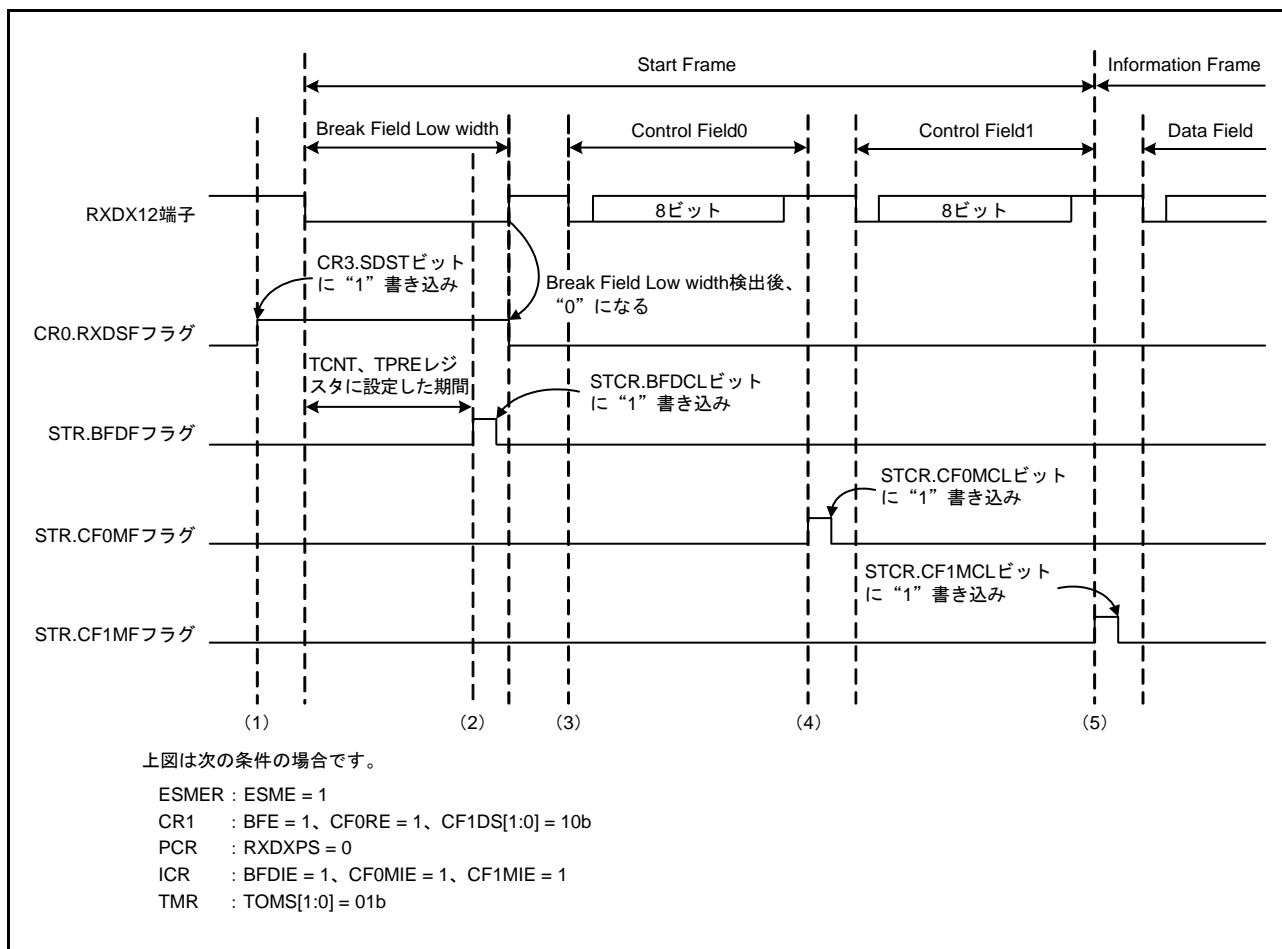 Start Frame
Information Frame
Break Field Low width
Control Field0
Control Field1
Data Field
RXDX12端子
8ビット
8ビット
CR3.SDSTビット
に“1”書き込み
Break Field Low width検出後、
“0”になる
CR0.RXDSFフラグ
TCNT、TPREレジ
スタに設定した期間
STCR.BFDCLビット
に“1”書き込み
STR.BFDFフラグ
STCR.CF0MCLビット
に“1”書き込み
STR.CF0MFフラグ
STCR.CF1MCLビット
に“1”書き込み
STR.CF1MFフラグ
(1)
(2)
(3)
(4)
(5)
上図は次の条件の場合です。
ESMER : ESME = 1
CR1 : BFE = 1、CF0RE = 1、CF1DS[1:0] = 10b
PCR : RXDXPS = 0
ICR : BFDIE = 1、CF0MIE = 1、CF1MIE = 1
TMR : TOMS[1:0] = 01b